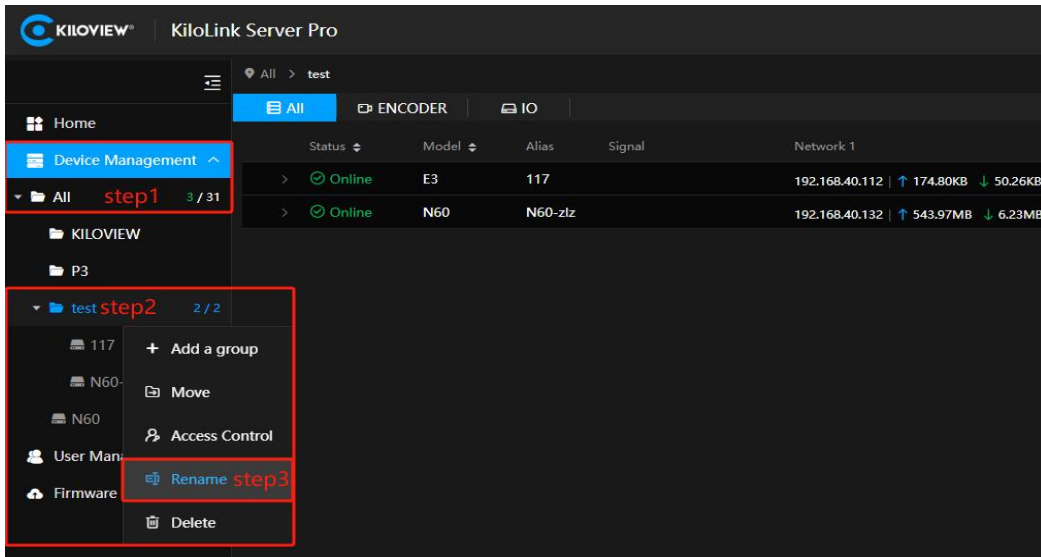 KILOVIEW® KiloLink Server Pro
All > test
All ENCODER IO
Home
Device Management
All step1 3 / 31
KILOVIEW
P3
test step2 2 / 2
117
N60-
N60
User Man
Firmware
Status Model Alias Signal Network 1
Online E3 117 192.168.40.112 | ↑ 174.80KB ↓ 50.26KB
Online N60 N60-zlz 192.168.40.132 | ↑ 543.97MB ↓ 6.23MB
+ Add a group
Move
Access Control
Rename step3
Delete